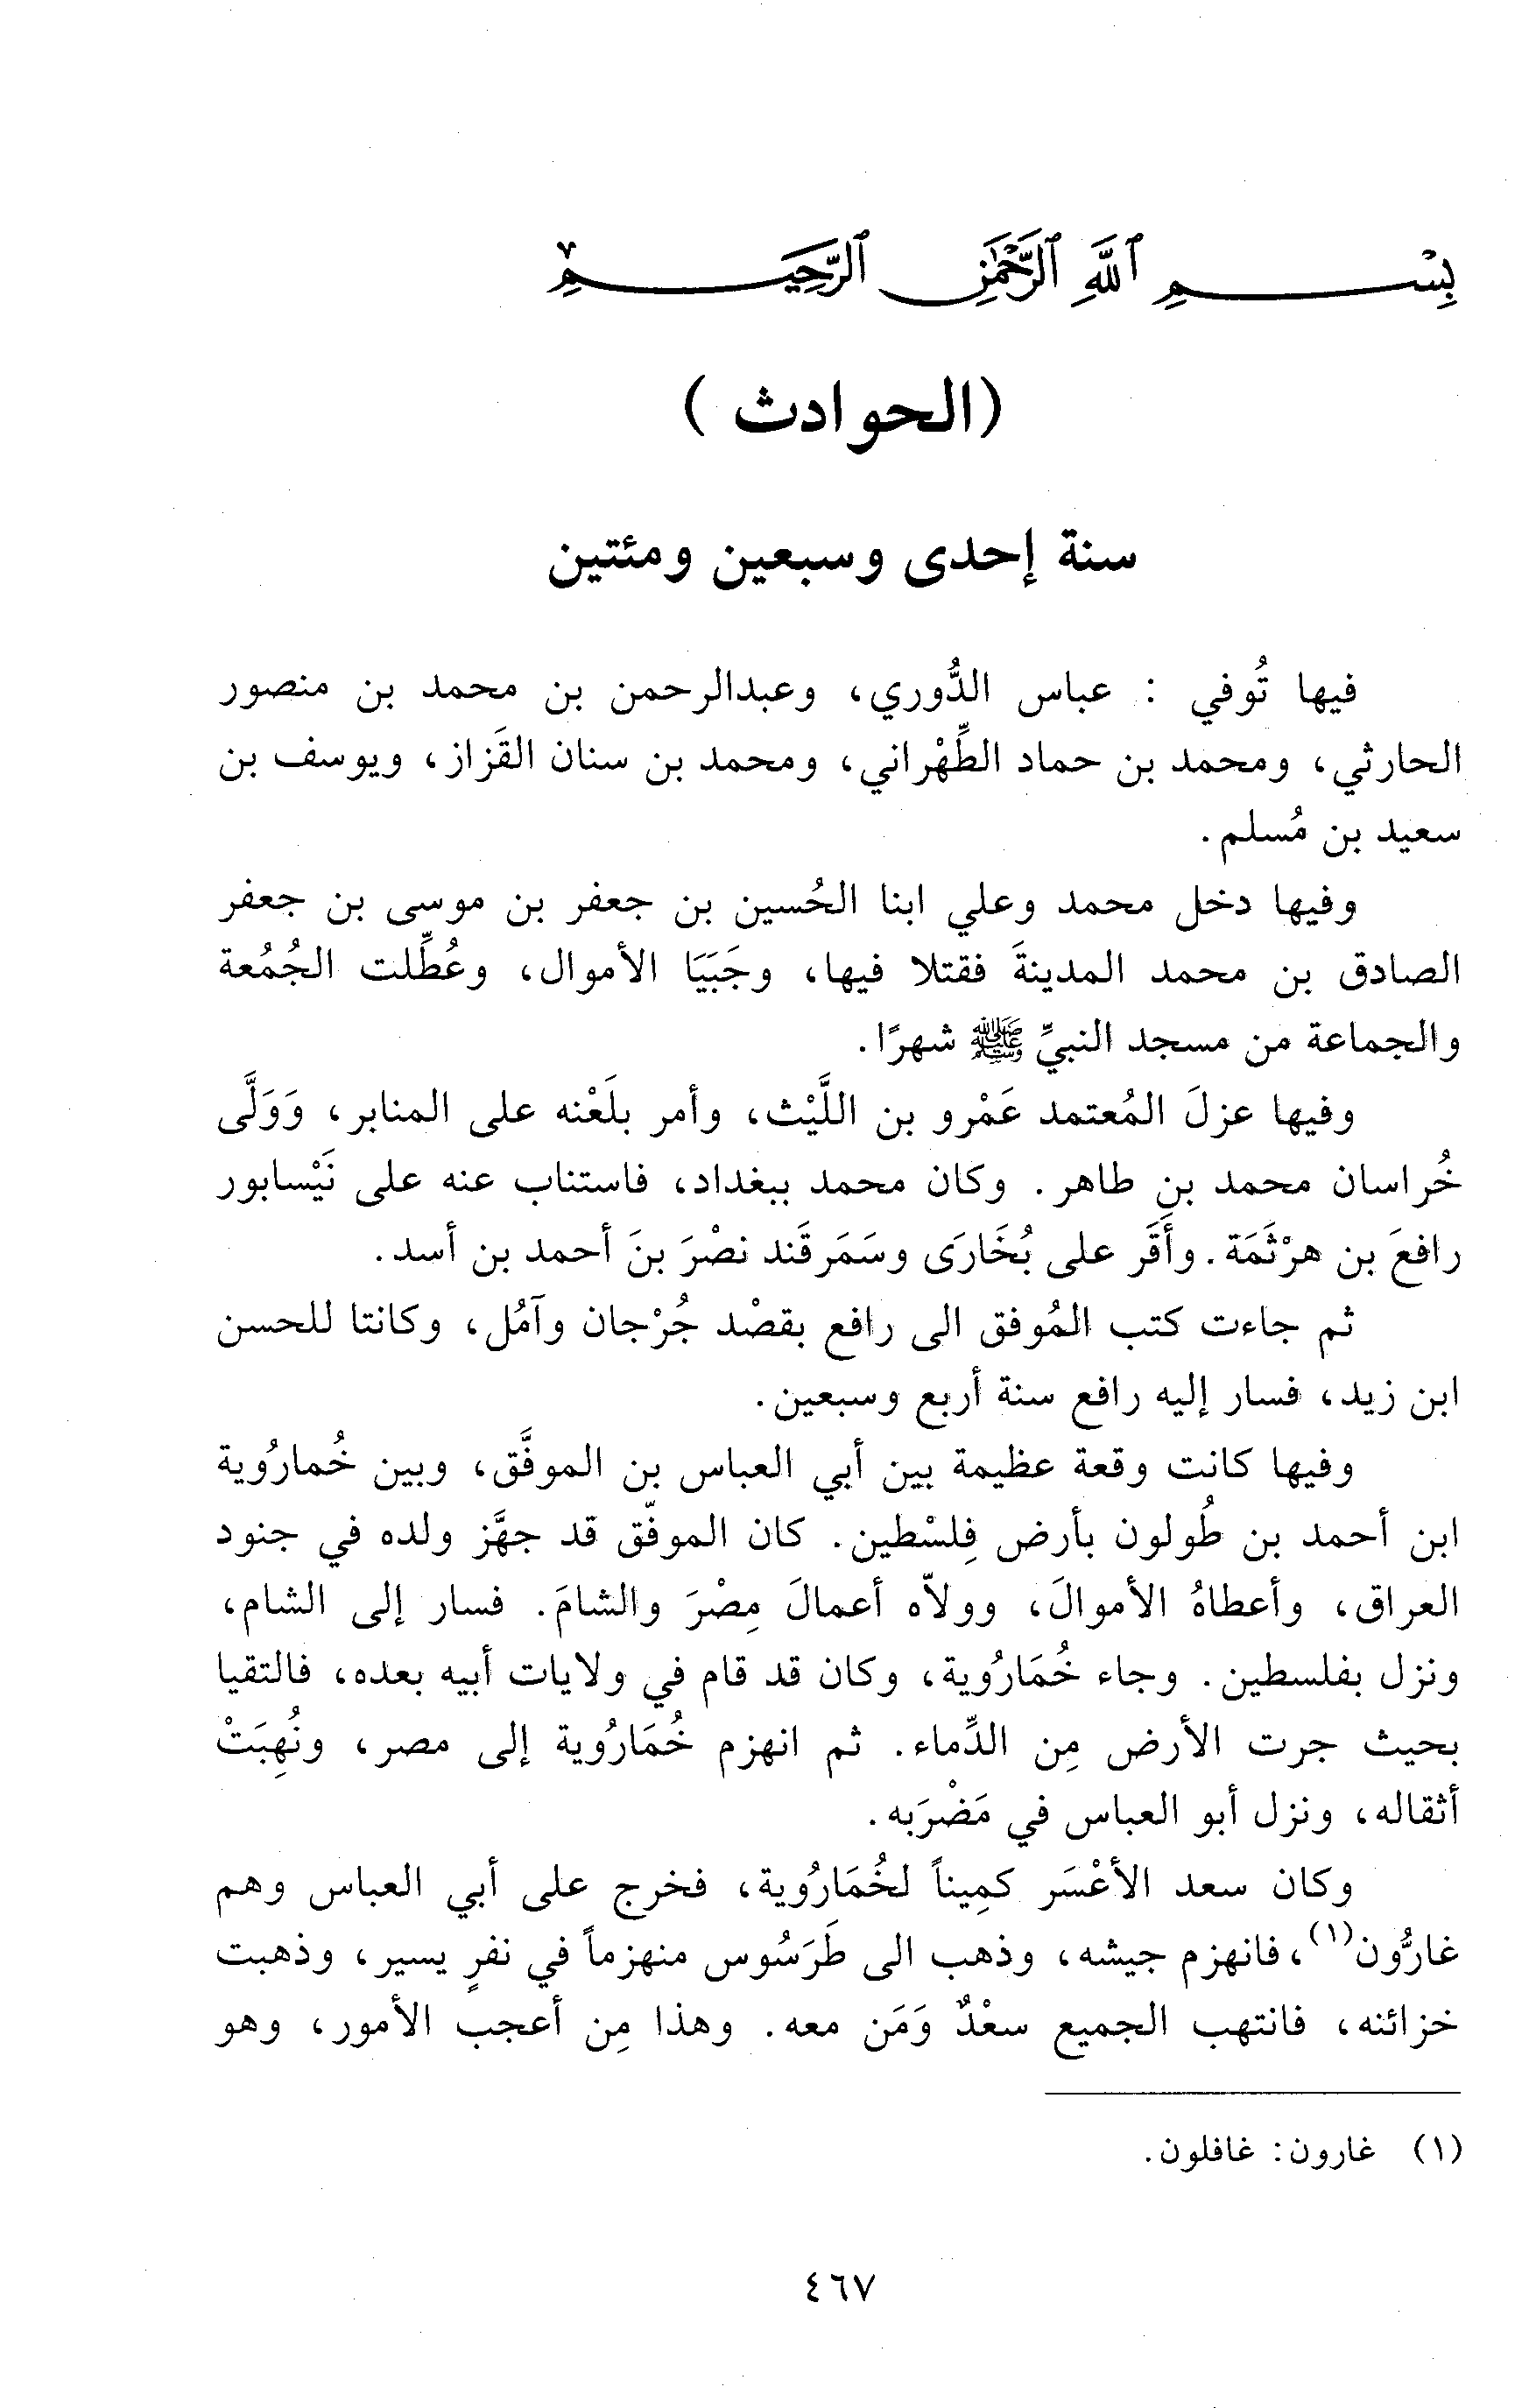 بِسْمِ ٱللَّهِ ٱلرَّحْمَٰنِ ٱلرَّحِيمِ
(الحوادث )
سنة إحدى وسبعين ومئتين
فيها تُوفي : عباس الدُّوري، وعبدالرحمن بن محمد بن منصور
الحارثي، ومحمد بن حماد الطِّهْراني، ومحمد بن سنان القَزاز، ويوسف بن
سعيد بن مُسلم.
وفيها دخل محمد وعلي ابنا الحُسين بن جعفر بن موسى بن جعفر
الصادق بن محمد المدينةَ فقتلا فيها، وجَبَيَا الأموال، وعُطِّلت الجُمُعة
والجماعة من مسجد النبيِّ ﷺ شهرًا.
وفيها عزلَ المُعتمد عَمْرو بن اللَّيْث، وأمر بلَعْنه على المنابر، وَوَلَّى
خُراسان محمد بن طاهر. وكان محمد ببغداد، فاستناب عنه على نَيْسابور
رافعَ بن هرْثَمَة. وأَقَر على بُخَارَى وسَمَرقَند نصْرَ بنَ أحمد بن أسد.
ثم جاءت كتب المُوفق الى رافع بقصْد جُرْجان وآمُل، وكانتا للحسن
ابن زيد، فسار إليه رافع سنة أربع وسبعين.
وفيها كانت وقعة عظيمة بين أبي العباس بن الموفَّق، وبين خُمارُوية
ابن أحمد بن طُولون بأرض فِلسْطين. كان الموفّق قد جهَّز ولده في جنود
العراق، وأعطاهُ الأموالَ، وولاّه أعمالَ مِصْرَ والشامَ. فسار إلى الشام،
ونزل بفلسطين. وجاء خُمَارُوية، وكان قد قام في ولايات أبيه بعده، فالتقيا
بحيث جرت الأرض مِن الدِّماء. ثم انهزم خُمَارُوية إلى مصر، ونُهِبَتْ
أثقاله، ونزل أبو العباس في مَضْرَبه.
وكان سعد الأعْسَر كمِيناً لخُمَارُوية، فخرج على أبي العباس وهم
غارُّون(١)، فانهزم جيشه، وذهب الى طَرَسُوس منهزماً في نفرٍ يسير، وذهبت
خزائنه، فانتهب الجميع سعْدٌ وَمَن معه. وهذا مِن أعجب الأمور، وهو
(١) غارون: غافلون.
٤٦٧